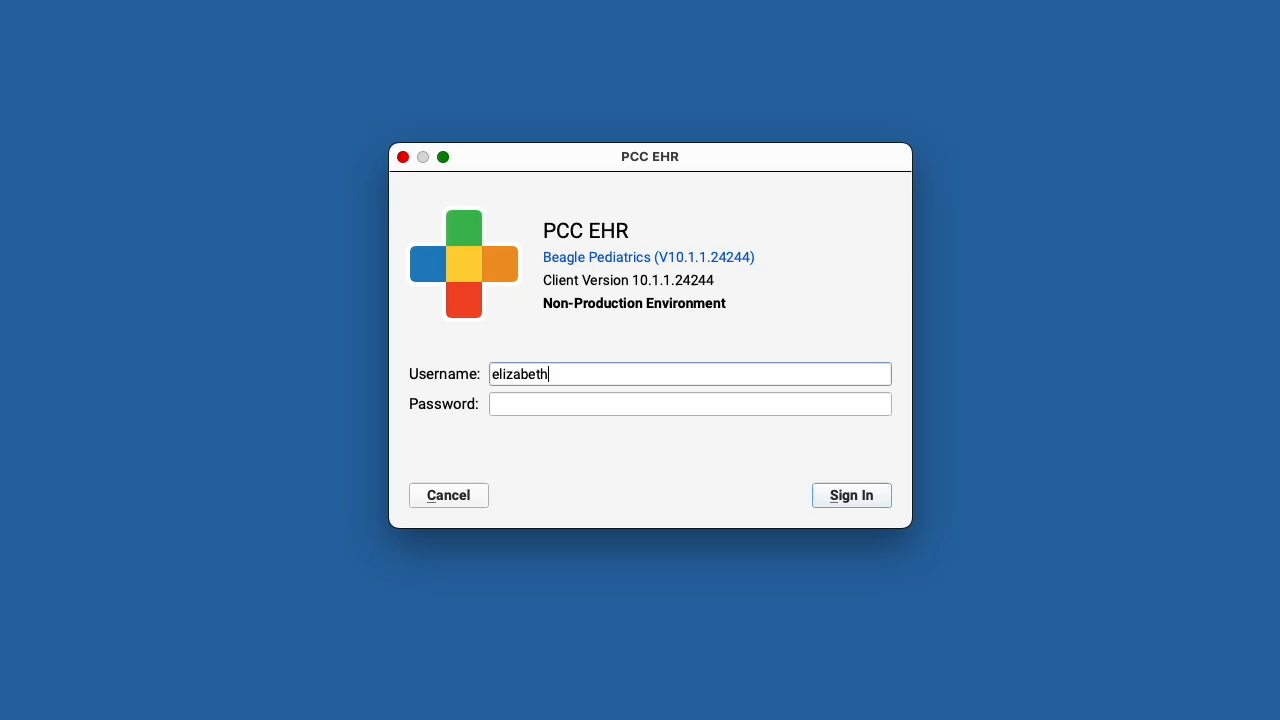 PCC EHR
PCC EHR
Beagle Pediatrics (V10.1.1.24244)
Client Version 10.1.1.24244
Non-Production Environment
Username: elizabeth
Password:
Cancel Sign In